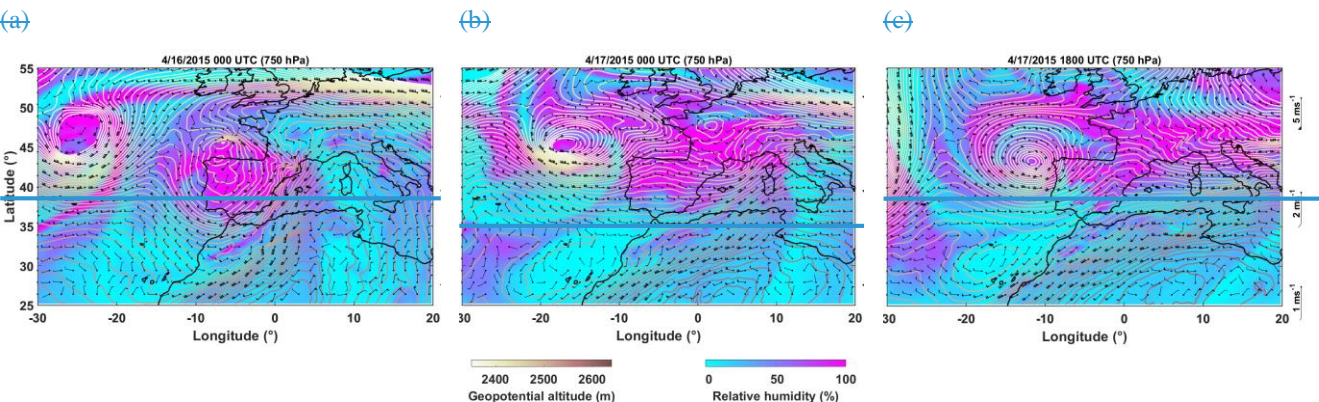 (a)
(b)
(c)
4/16/2015 000 UTC (750 hPa)
4/17/2015 000 UTC (750 hPa)
4/17/2015 1800 UTC (750 hPa)
Latitude (°)
55
50
45
40
35
30
25
-30
-20
-10
0
10
20
-30
-20
-10
0
10
20
-30
-20
-10
0
10
20
Longitude (°)
Longitude (°)
Longitude (°)
5 ms-1
2 ms-1
1 ms-1
2400
2500
2600
Geopotential altitude (m)
0
50
100
Relative humidity (%)